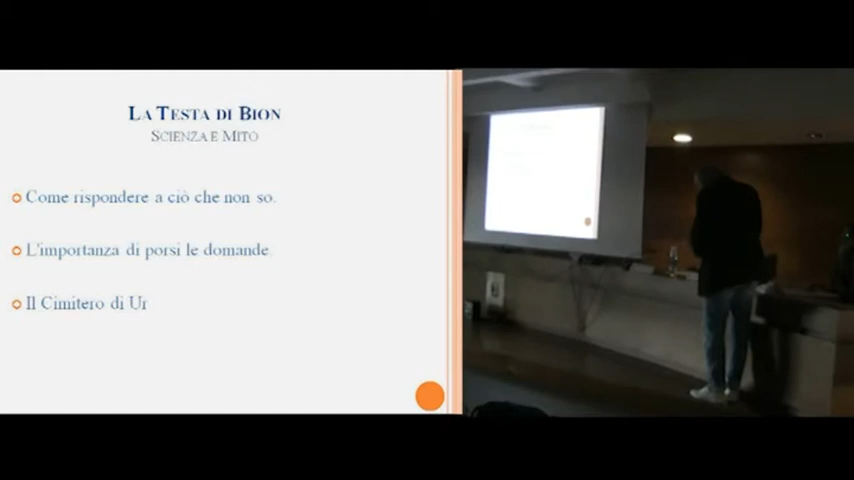 LA TESTA DI BION
SCIENZA E MITO
Come rispondere a ciò che non so.
L'importanza di porsi le domande
Il Cimitero di Ur